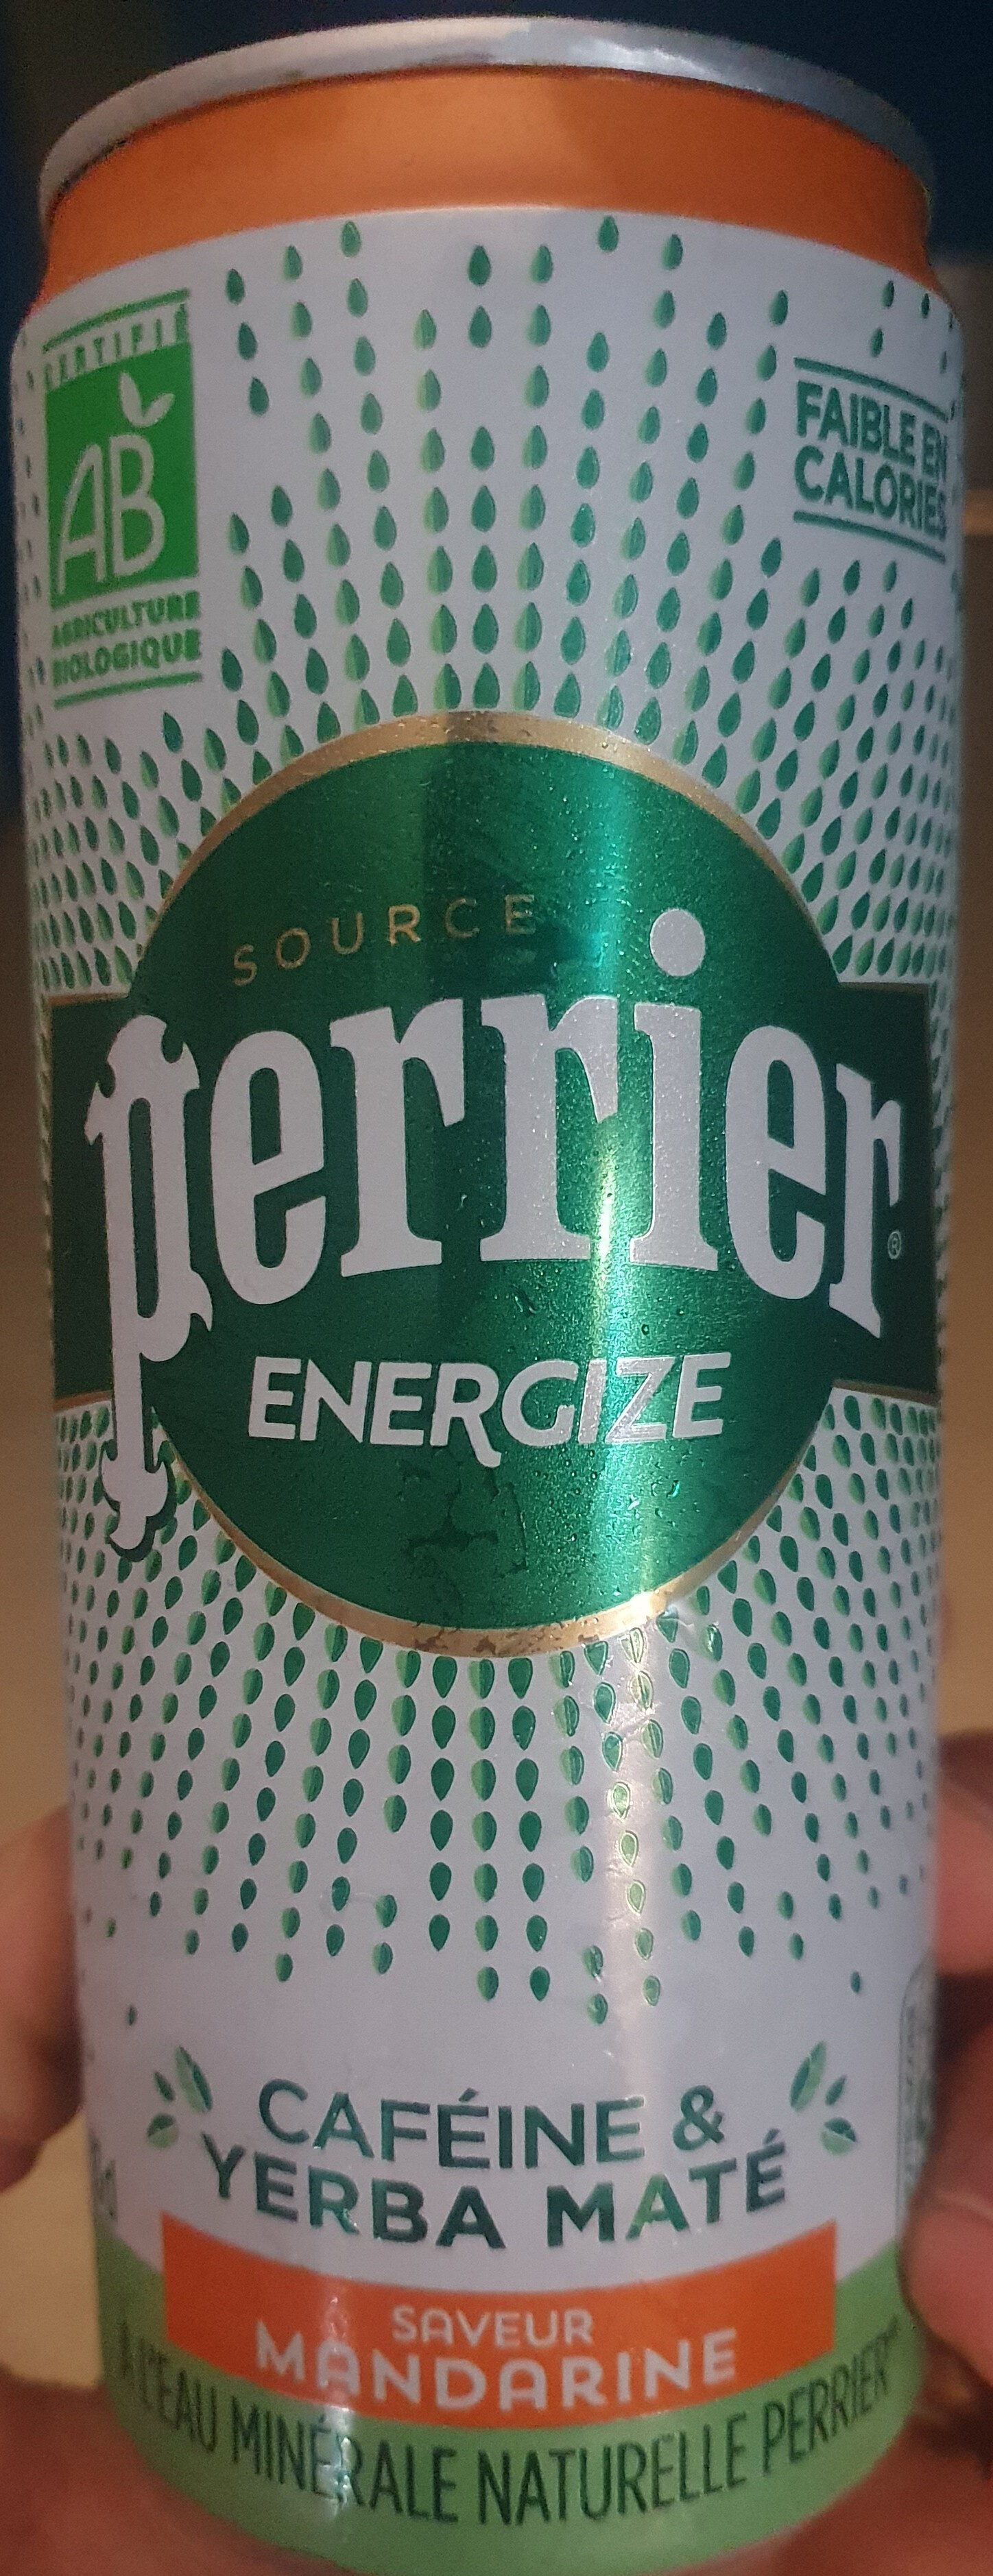 CERTIFIÉ
AB
AGRICULTURE
BIOLOGIQUE
FAIBLE EN
CALORIES
SOURCE
perrier®
ENERGIZE
CAFÉINE &
YERBA MATÉ
SAVEUR
MANDARINE
À L'EAU MINÉRALE NATURELLE PERRIER